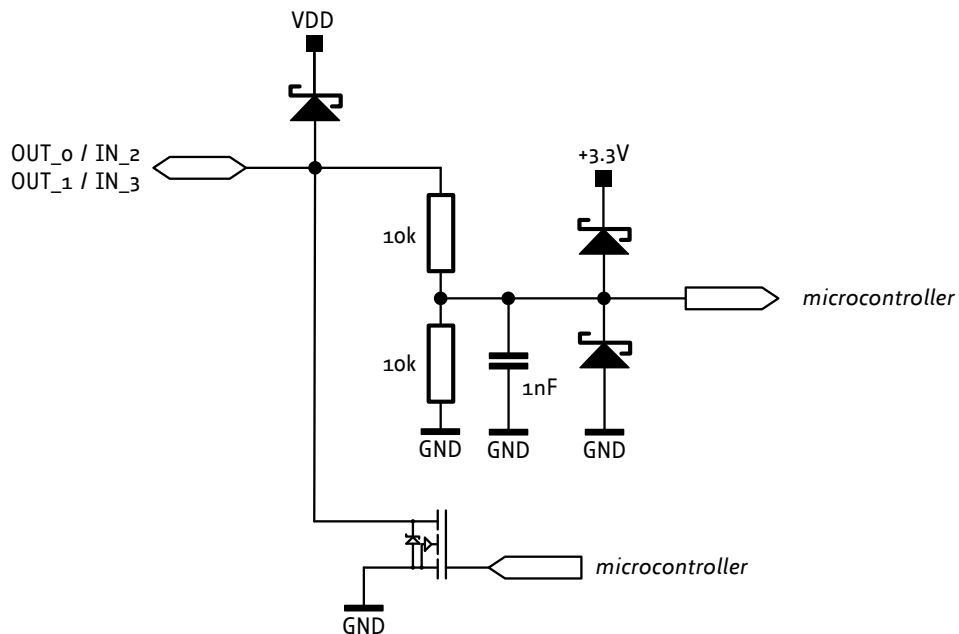 VDD
OUT_0 / IN_2
OUT_1 / IN_3
+3.3V
10k
microcontroller
10k
1nF
GND
GND
GND
microcontroller
GND